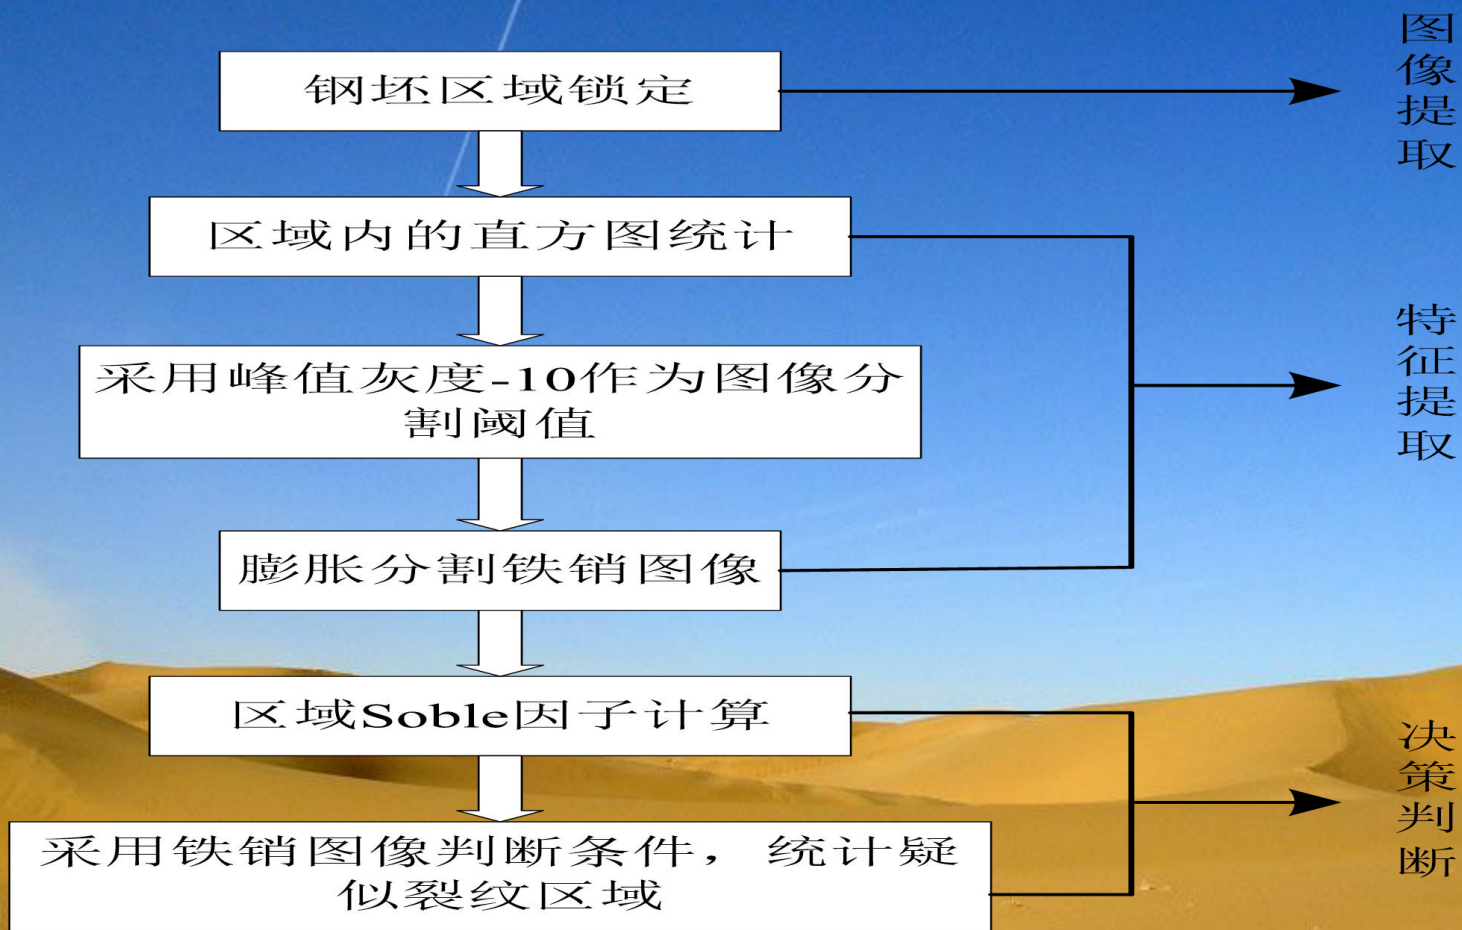 钢坯区域锁定
图像提取
区域内的直方图统计
采用峰值灰度-10作为图像分
割阈值
特征提取
膨胀分割铁销图像
区域Soble因子计算
决策判断
采用铁销图像判断条件，统计疑
似裂纹区域